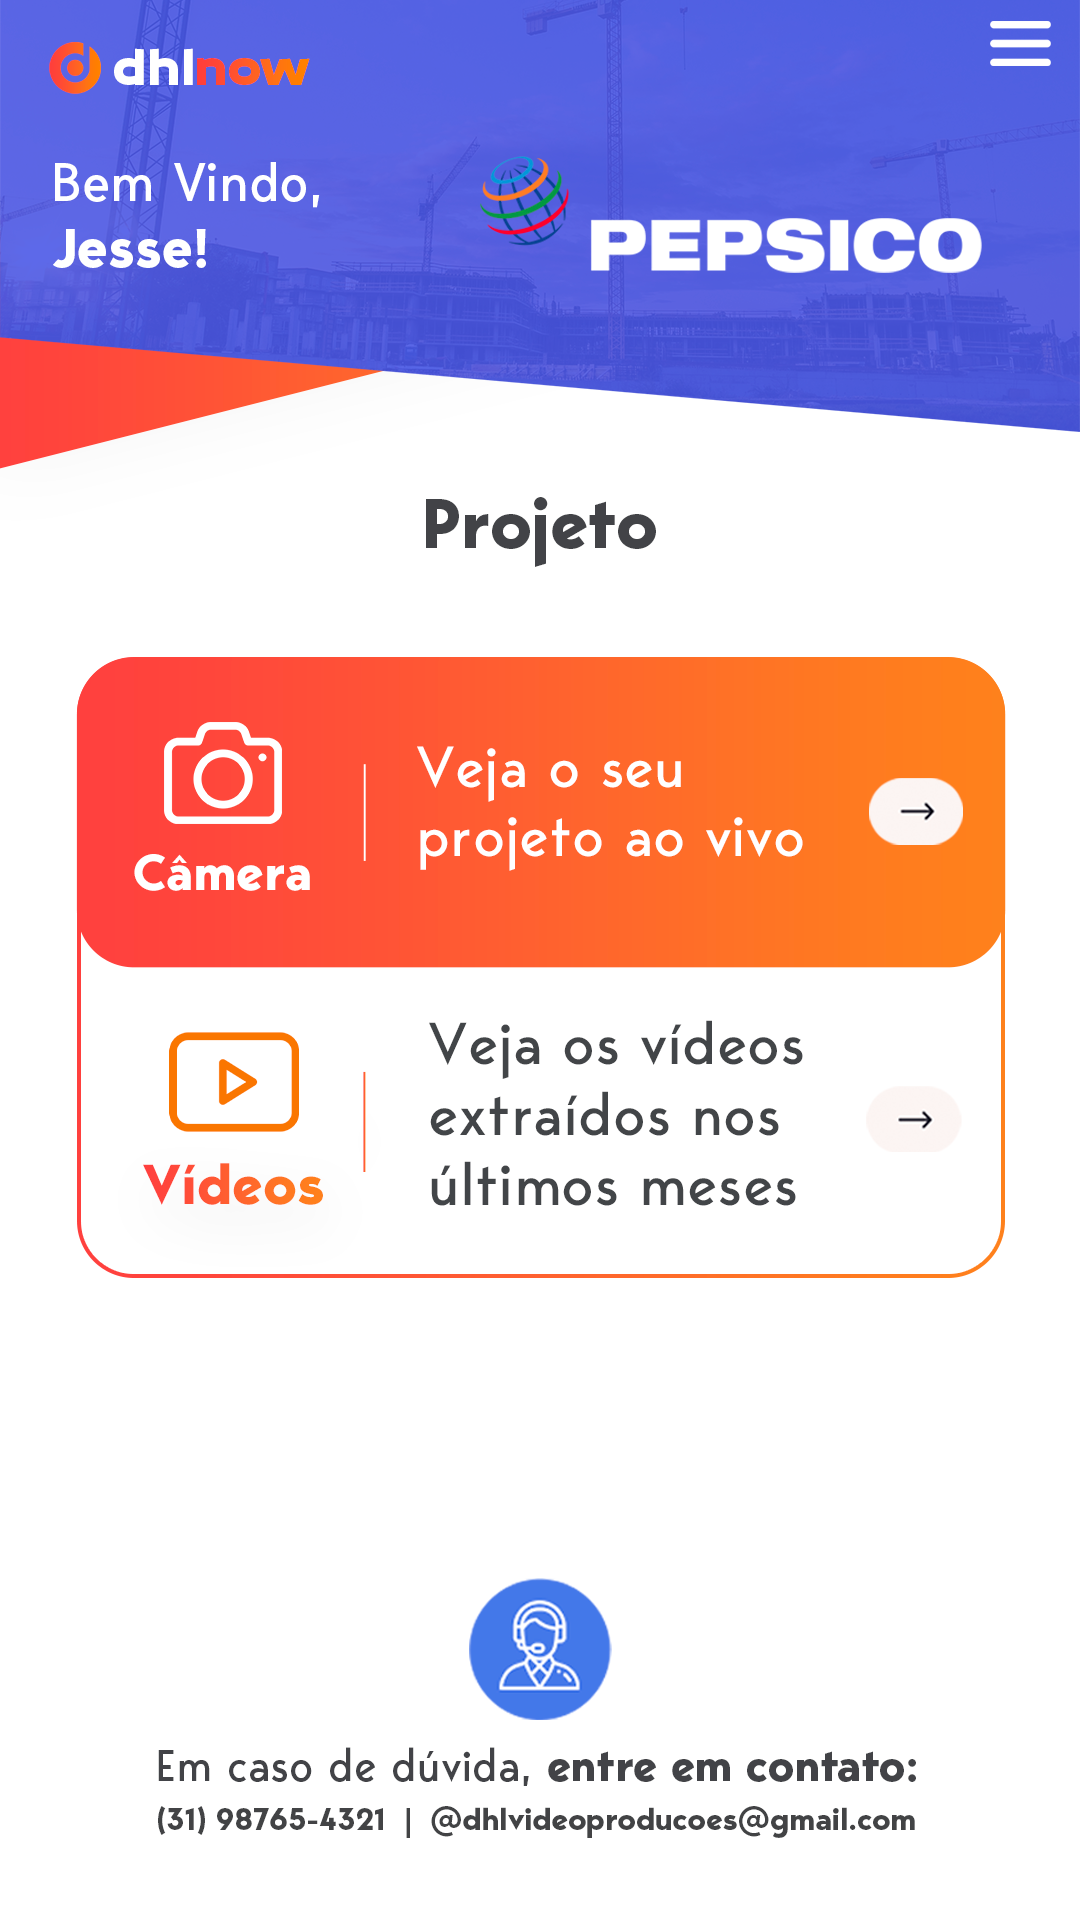 dhlnow
Bem Vindo,
Jesse!
PEPSICO
Projeto
Câmera
Veja o seu
projeto ao vivo
Vídeos
Veja os vídeos
extraídos nos
últimos meses
Em caso de dúvida, entre em contato:
(31) 98765-4321 | @dhlvideoproducoes@gmail.com